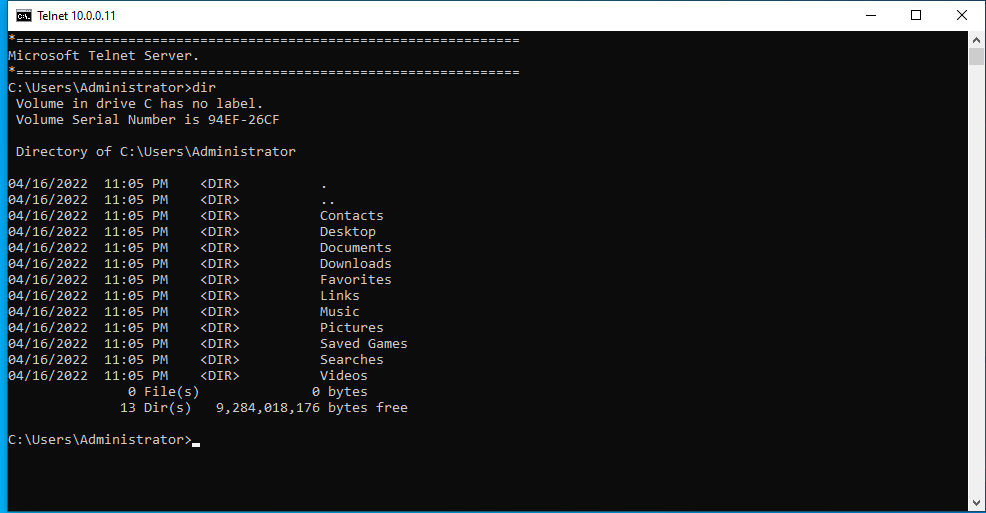 Telnet 10.0.0.11
*===============================================================
Microsoft Telnet Server.
*===============================================================
C:\Users\Administrator>dir
 Volume in drive C has no label.
 Volume Serial Number is 94EF-26CF
 Directory of C:\Users\Administrator
04/16/2022  11:05 PM    <DIR>          .
04/16/2022  11:05 PM    <DIR>          ..
04/16/2022  11:05 PM    <DIR>          Contacts
04/16/2022  11:05 PM    <DIR>          Desktop
04/16/2022  11:05 PM    <DIR>          Documents
04/16/2022  11:05 PM    <DIR>          Downloads
04/16/2022  11:05 PM    <DIR>          Favorites
04/16/2022  11:05 PM    <DIR>          Links
04/16/2022  11:05 PM    <DIR>          Music
04/16/2022  11:05 PM    <DIR>          Pictures
04/16/2022  11:05 PM    <DIR>          Saved Games
04/16/2022  11:05 PM    <DIR>          Searches
04/16/2022  11:05 PM    <DIR>          Videos
               0 File(s)              0 bytes
              13 Dir(s)   9,284,018,176 bytes free
C:\Users\Administrator>